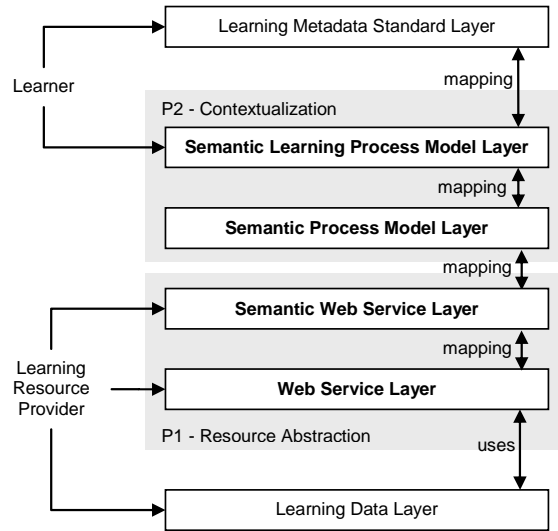 Learning Metadata Standard Layer
mapping
Learner
P2 - Contextualization
Semantic Learning Process Model Layer
mapping
Semantic Process Model Layer
mapping
Semantic Web Service Layer
mapping
Learning
Resource
Provider
Web Service Layer
P1 - Resource Abstraction
uses
Learning Data Layer